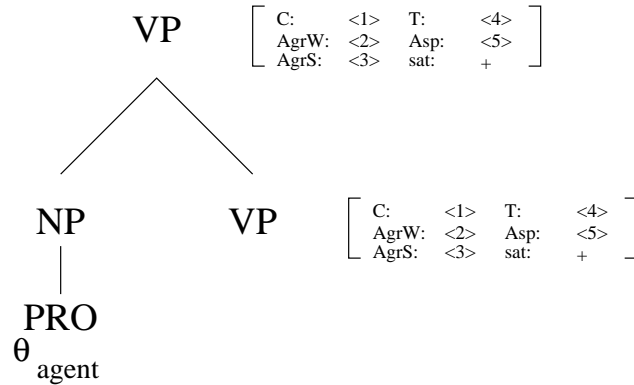 VP
C: <1> T: <4>
AgrW: <2> Asp: <5>
AgrS: <3> sat: +
NP VP
C: <1> T: <4>
AgrW: <2> Asp: <5>
AgrS: <3> sat: +
PRO
θ agent